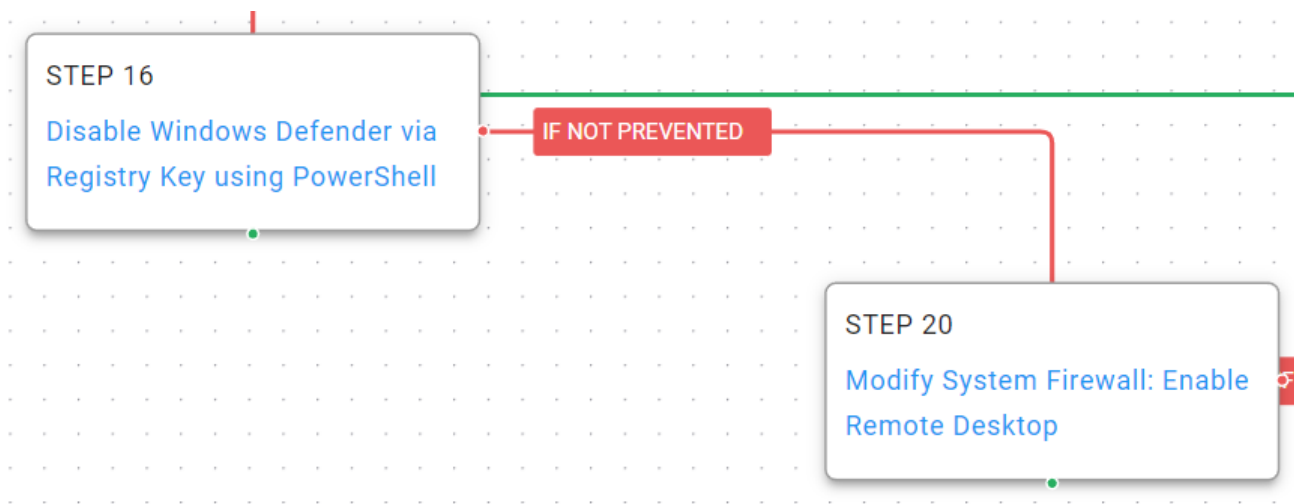 STEP 16
Disable Windows Defender via
Registry Key using PowerShell
IF NOT PREVENTED
STEP 20
Modify System Firewall: Enable
Remote Desktop